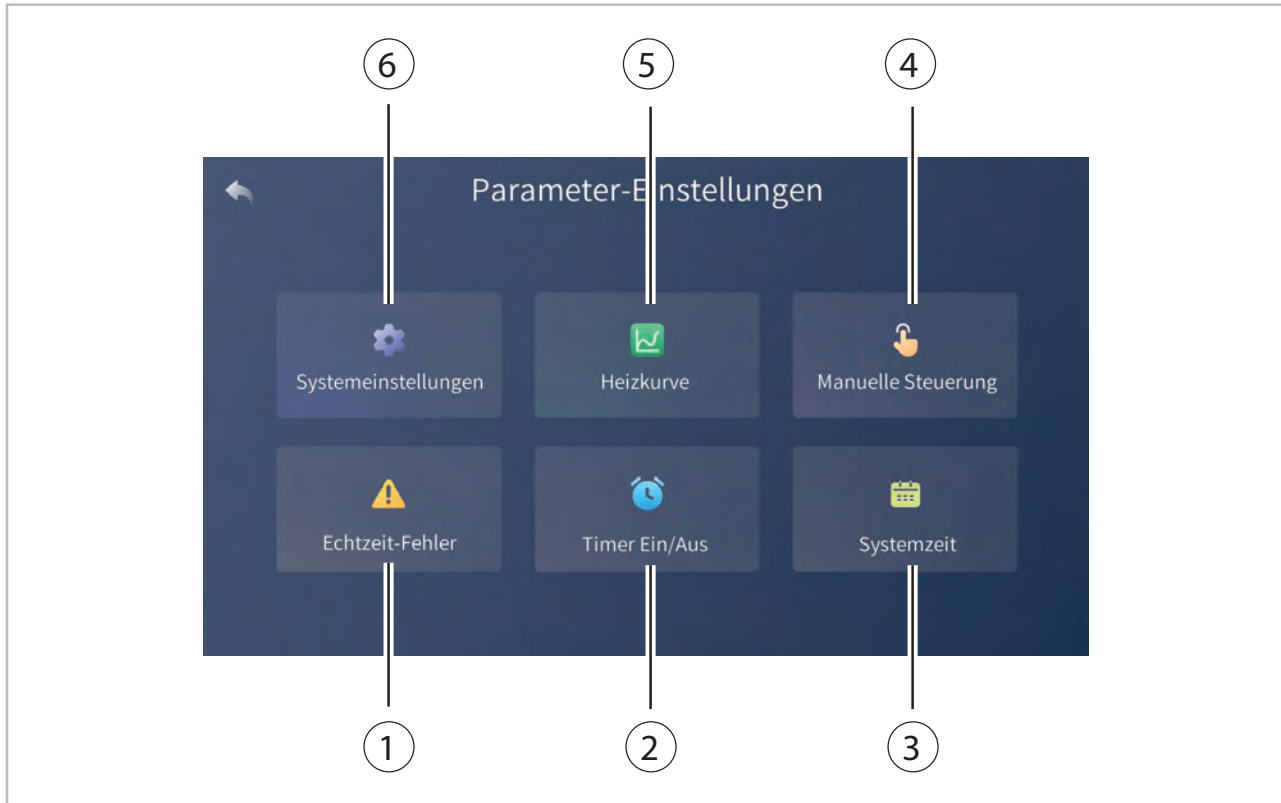 6 5 4
Parameter-Einstellungen
Systemeinstellungen Heizkurve Manuelle Steuerung
Echtzeit-Fehler Timer Ein/Aus Systemzeit
1 2 3